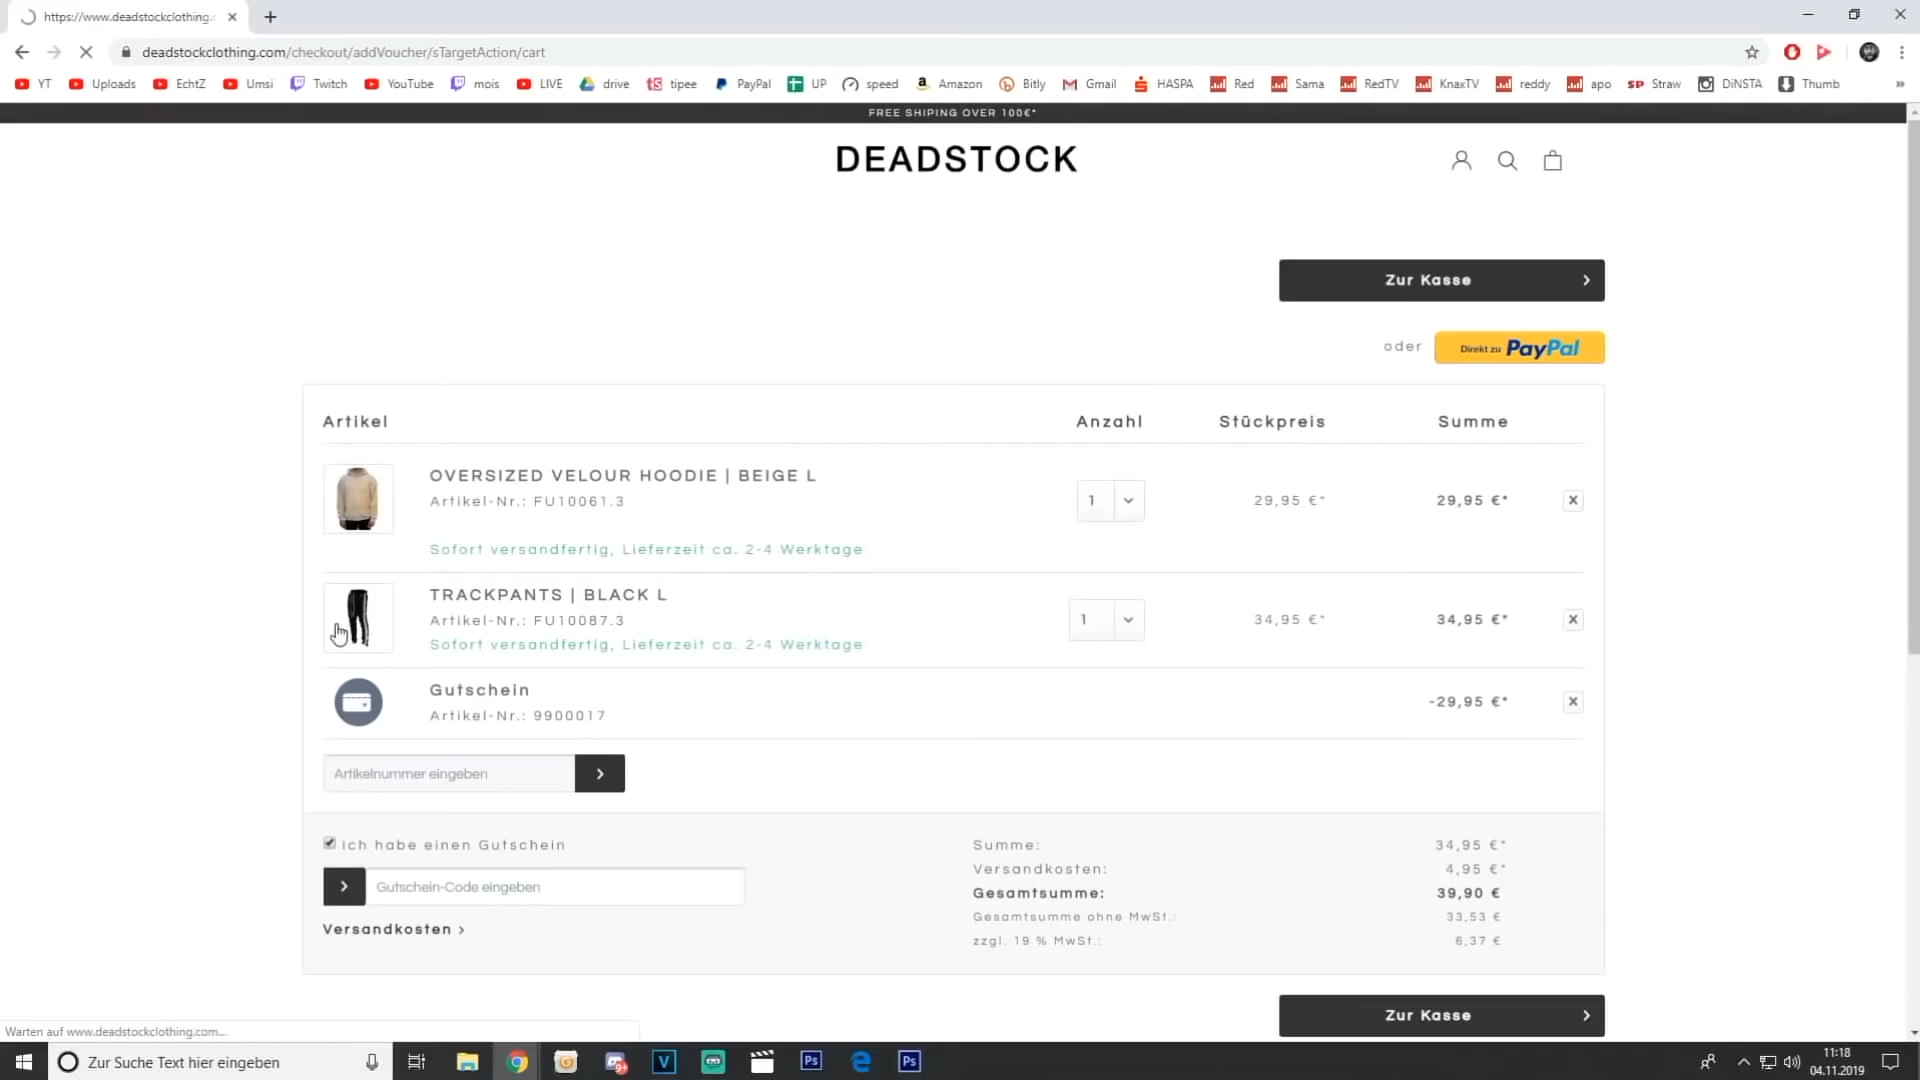 https://www.deadstockclothing.c
deadstockclothing.com/checkout/addVoucher/sTargetAction/cart
YT Uploads EchtZ Umsi Twitch YouTube mois LIVE drive tipee PayPal UP speed Amazon Bitly Gmail HASPA Red Sama RedTV KnaxTV reddy apo Straw DiNSTA Thumb
FREE SHIPING OVER 100€*
DEADSTOCK
Zur Kasse
oder Direkt zu PayPal
Artikel Anzahl Stückpreis Summe
OVERSIZED VELOUR HOODIE | BEIGE L
Artikel-Nr.: FU10061.3
1 29,95 €* 29,95 €*
Sofort versandfertig, Lieferzeit ca. 2-4 Werktage
TRACKPANTS | BLACK L
Artikel-Nr.: FU10087.3
1 34,95 €* 34,95 €*
Sofort versandfertig, Lieferzeit ca. 2-4 Werktage
Gutschein
-29,95 €*
Artikel-Nr.: 9900017
Artikelnummer eingeben
Ich habe einen Gutschein
Gutschein-Code eingeben
Versandkosten
Summe: 34,95 €*
Versandkosten: 4,95 €*
Gesamtsumme: 39,90 €
Gesamtsumme ohne MwSt.: 33,53 €
zzgl. 19 % MwSt.: 6,37 €
Zur Kasse
Warten auf www.deadstockclothing.com...
Zur Suche Text hier eingeben
11:18
04.11.2019